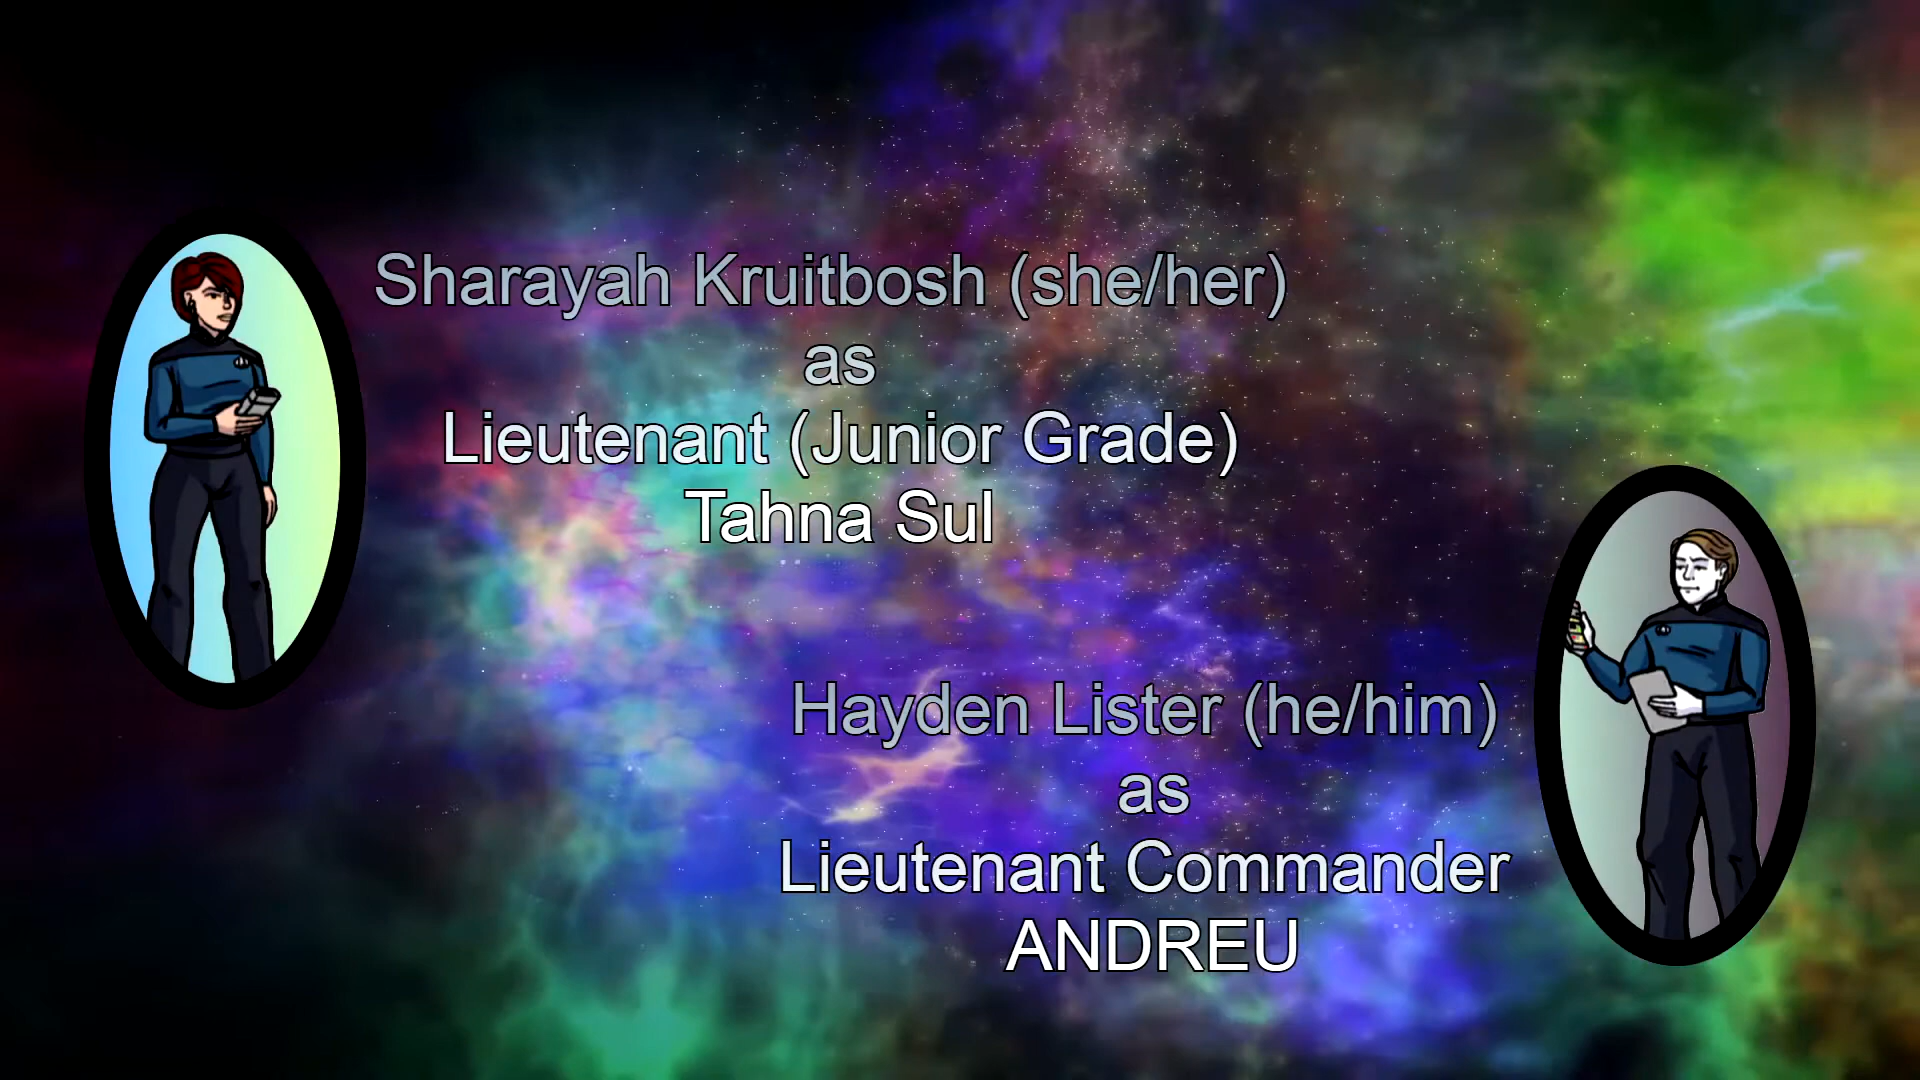 Sharayah Kruitbosh (she/her)
as
Lieutenant (Junior Grade)
Tahna Sul
Hayden Lister (he/him)
as
Lieutenant Commander
ANDREU